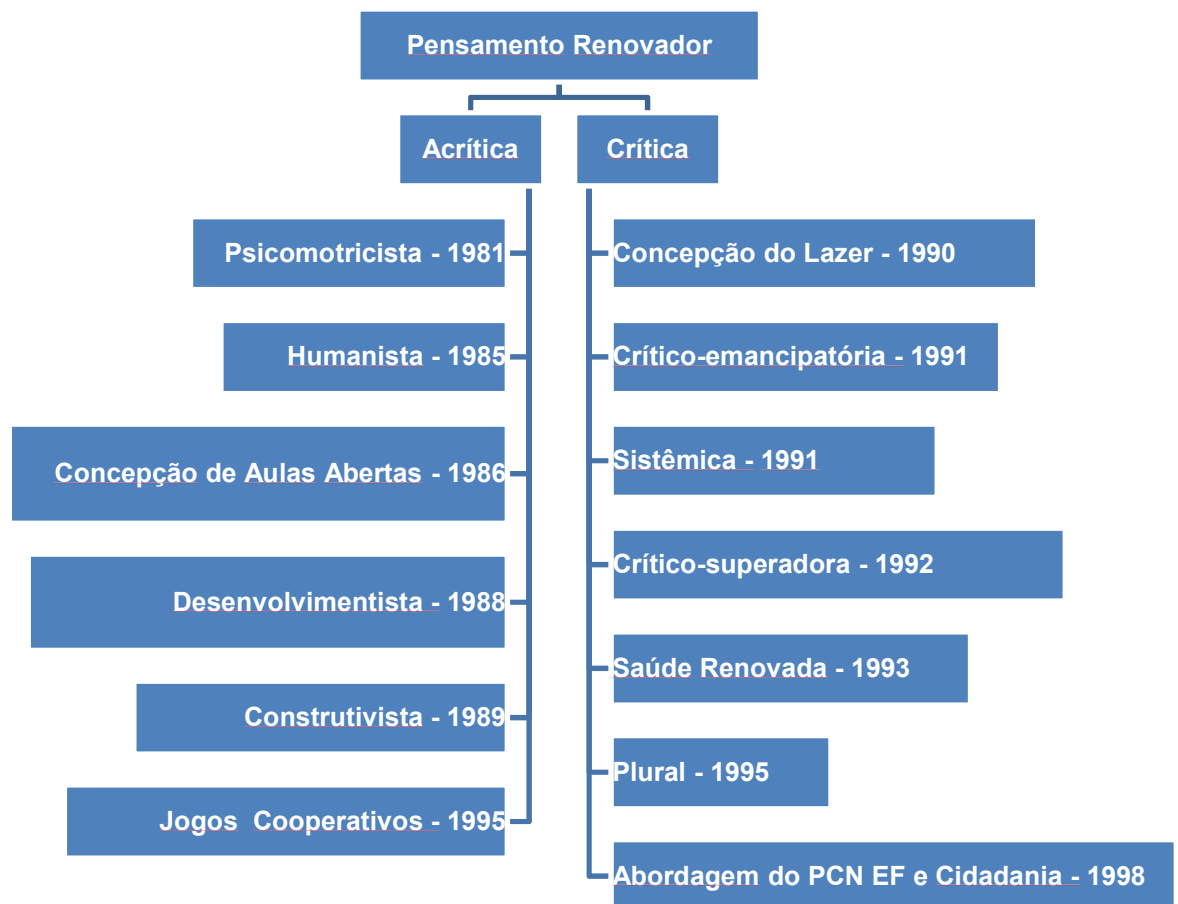 Pensamento Renovador
Acrítica
Crítica
Psicomotricista - 1981
Humanista - 1985
Concepção de Aulas Abertas - 1986
Desenvolvimentista - 1988
Construtivista - 1989
Jogos  Cooperativos - 1995
Concepção do Lazer - 1990
Crítico-emancipatória - 1991
Sistêmica - 1991
Crítico-superadora - 1992
Saúde Renovada - 1993
Plural - 1995
Abordagem do PCN EF e Cidadania - 1998